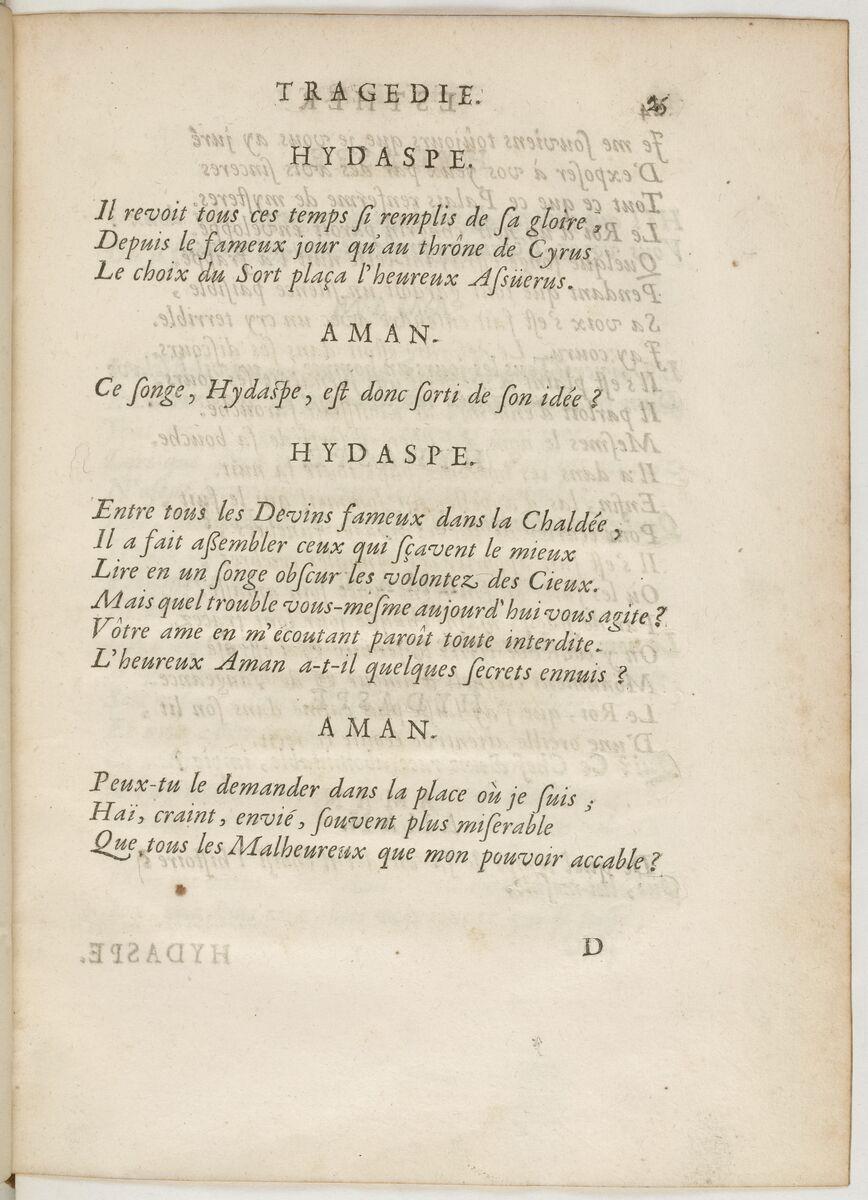 TRAGEDIE. 25
HYDASPE.
Il revoit tous ces temps ſi remplis de ſa gloire,
Depuis le fameux jour qu'au thrône de Cyrus
Le choix du Sort plaça l'heureux Aſsüerus.
AMAN.
Ce ſonge, Hydaſpe, eſt donc ſorti de ſon idée ?
HYDASPE.
Entre tous les Devins fameux dans la Chaldée,
Il a fait aßembler ceux qui ſçavent le mieux
Lire en un ſonge obſcur les volontez des Cieux.
Mais quel trouble vous-meſme aujourd'hui vous agite ?
Vôtre ame en m'écoutant paroît toute interdite.
L'heureux Aman a-t-il quelques ſecrets ennuis ?
AMAN.
Peux-tu le demander dans la place où je ſuis ,
Haï, craint, envié, ſouvent plus miſerable
Que tous les Malheureux que mon pouvoir accable ?
D